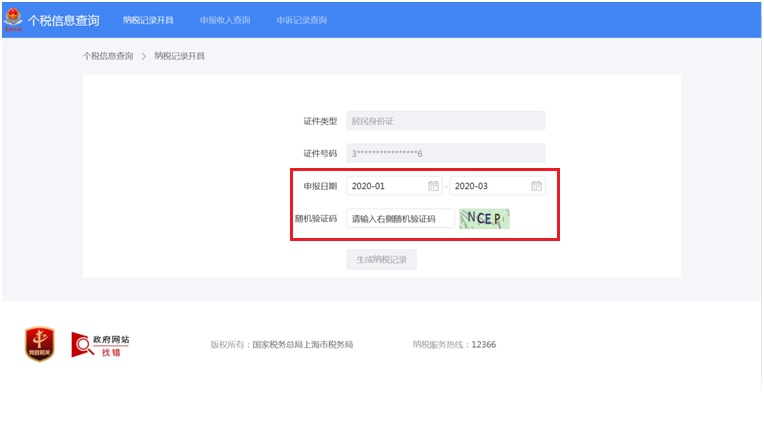 个税信息查询 纳税记录开具 申报收入查询 申诉记录查询
个税信息查询 > 纳税记录开具
证件类型 居民身份证
证件号码 3****************6
申报日期 2020-01 - 2020-03
随机验证码 请输入右侧随机验证码 NCEP
生成纳税记录
政府网站
找错
党政机关
版权所有：国家税务总局上海市税务局 纳税服务热线：12366